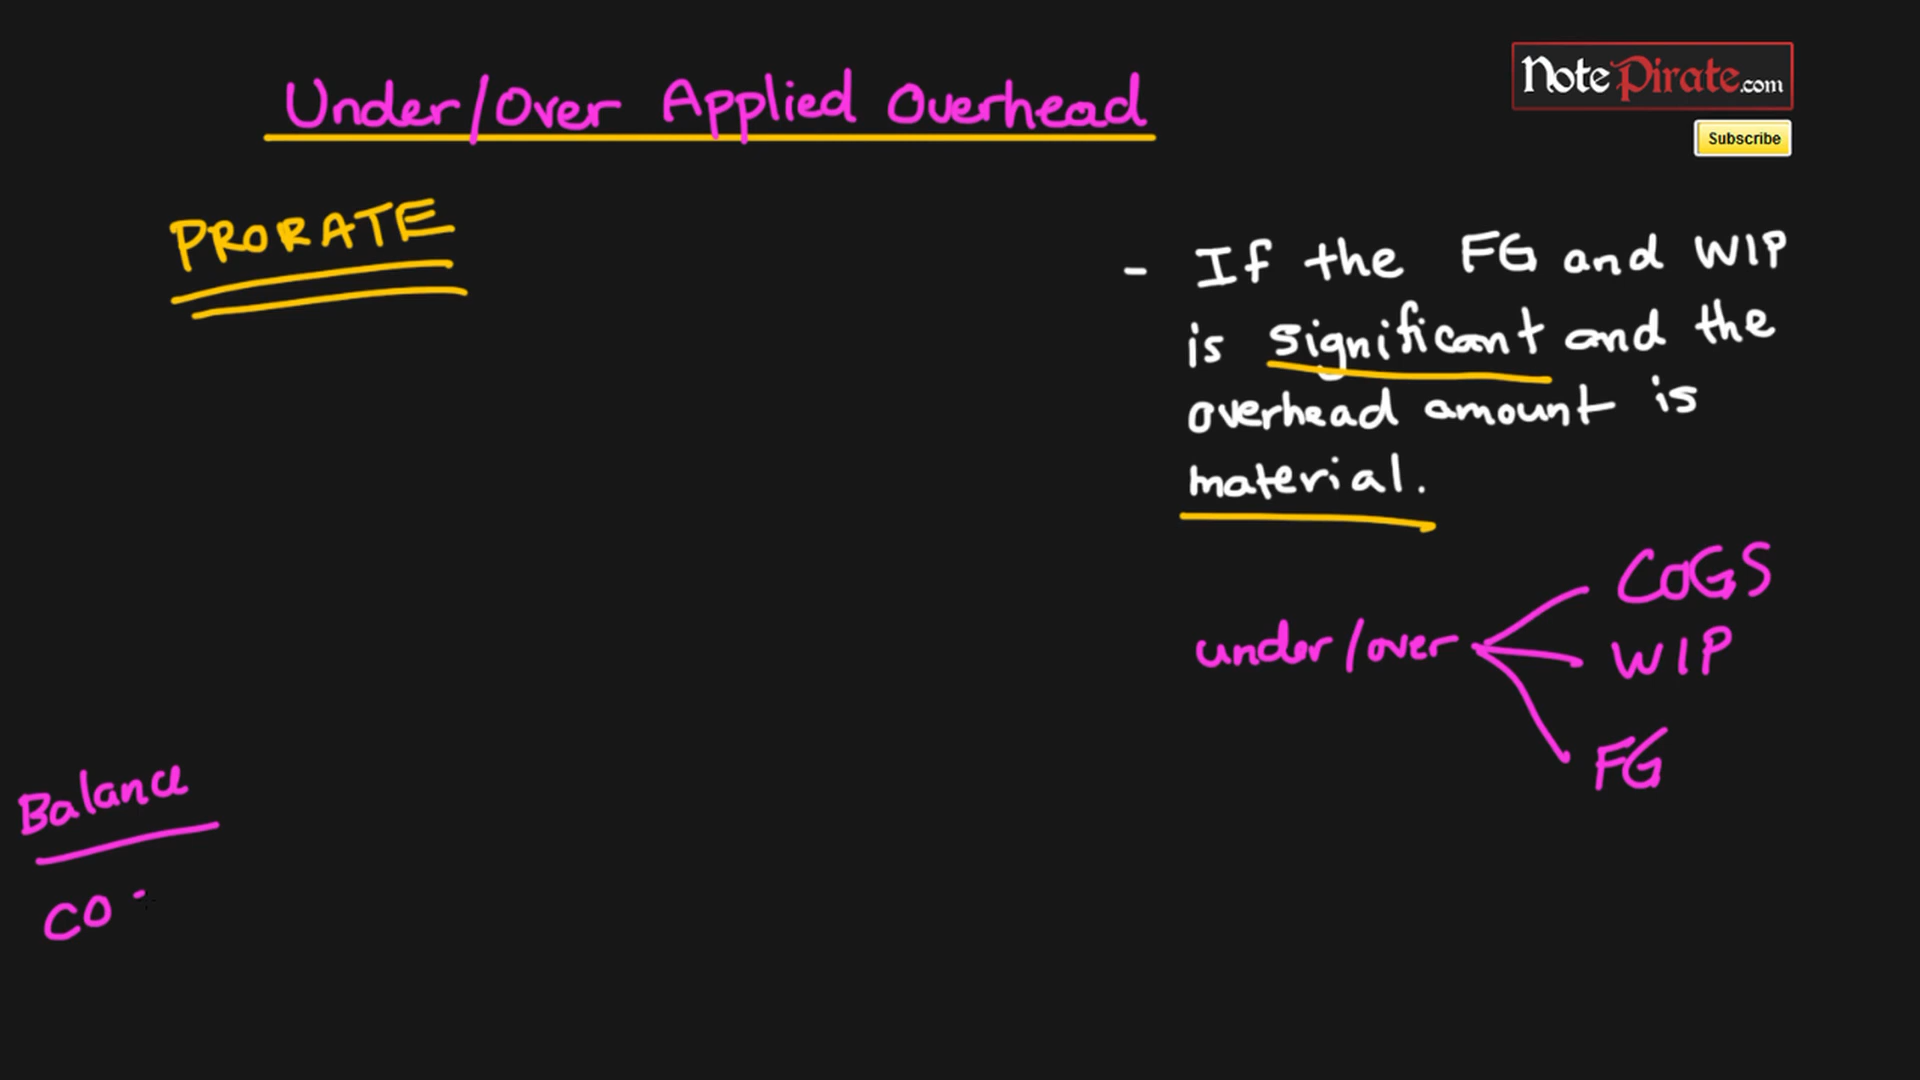 Under/Over Applied Overhead
NotePirate.com
Subscribe
PRORATE
- If the FG and WIP
is significant and the
overhead amount is
material.
under/over
COGS
WIP
FG
Balance
CO